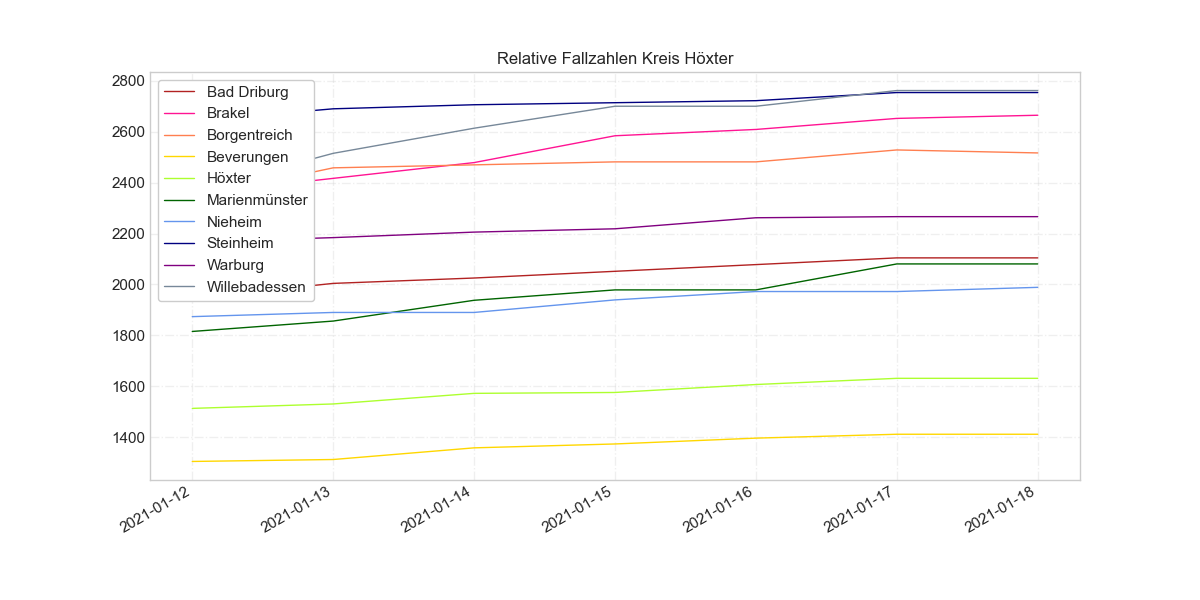 Relative Fallzahlen Kreis Höxter
2800
2600
2400
2200
2000
1800
1600
1400
Bad Driburg
Brakel
Borgentreich
Beverungen
Höxter
Marienmünster
Nieheim
Steinheim
Warburg
Willebadessen
2021-01-12
2021-01-13
2021-01-14
2021-01-15
2021-01-16
2021-01-17
2021-01-18